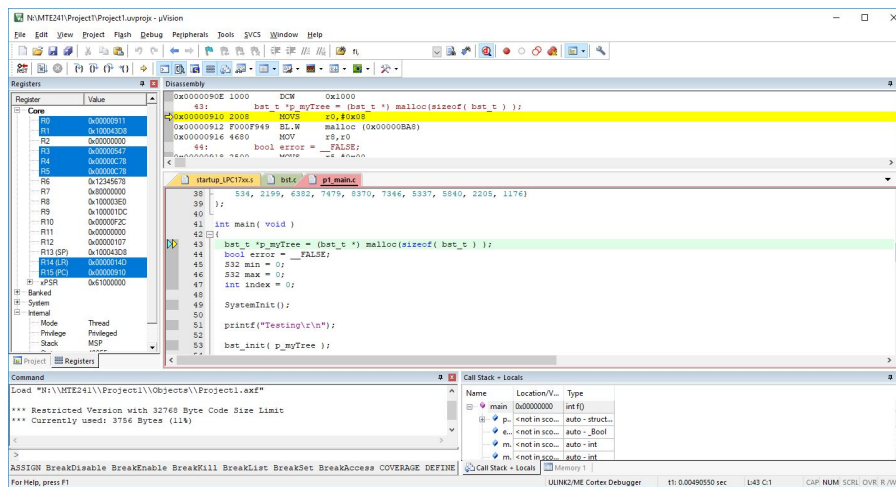 N:\MTE241\Project1\Project1.uvprojx - µVision
File Edit View Project Flash Debug Peripherals Tools SVCS Window Help
Registers
Register Value
Core
R0 0x00000911
R1 0x100043D8
R2 0x00000000
R3 0x00000547
R4 0x00000C78
R5 0x00000C78
R6 0x12345678
R7 0x80000000
R8 0x100003E0
R9 0x100001DC
R10 0x00000F2C
R11 0x00000000
R12 0x00000107
R13 (SP) 0x100043D8
R14 (LR) 0x0000014D
R15 (PC) 0x00000910
xPSR 0x61000000
Banked
System
Internal
Mode Thread
Privilege Privileged
Stack MSP
Project Registers
Disassembly
0x0000090E 1000 DCW 0x1000
43: bst_t *p_myTree = (bst_t *) malloc(sizeof( bst_t ) );
0x00000910 2008 MOVS r0,#0x08
0x00000912 F000F949 BL.W malloc (0x00000BA8)
0x00000916 4680 MOV r8,r0
44: bool error = __FALSE;
0x00000918 2500 MOVS r5,#0x00
startup_LPC17xx.s bst.c p1_main.c
38 534, 2199, 6382, 7479, 8370, 7346, 5337, 5840, 2205, 1176}
39 };
40
41 int main( void )
42 {
43 bst_t *p_myTree = (bst_t *) malloc(sizeof( bst_t ) );
44 bool error = __FALSE;
45 S32 min = 0;
46 S32 max = 0;
47 int index = 0;
48
49 SystemInit();
50
51 printf("Testing\r\n");
52
53 bst_init( p_myTree );
Command
Load "N:\\MTE241\\Project1\\Objects\\Project1.axf"
*** Restricted Version with 32768 Byte Code Size Limit
*** Currently used: 3756 Bytes (11%)
>
ASSIGN BreakDisable BreakEnable BreakKill BreakList BreakSet BreakAccess COVERAGE DEFINE
Call Stack + Locals
Name Location/V... Type
main 0x00000000 int f()
p.. <not in sco... auto - struct...
e... <not in sco... auto - _Bool
m. <not in sco... auto - int
m. <not in sco... auto - int
Call Stack + Locals Memory 1
For Help, press F1 ULINK2/ME Cortex Debugger t1: 0.00490550 sec L:43 C:1 CAP NUM SCRL OVR R/W